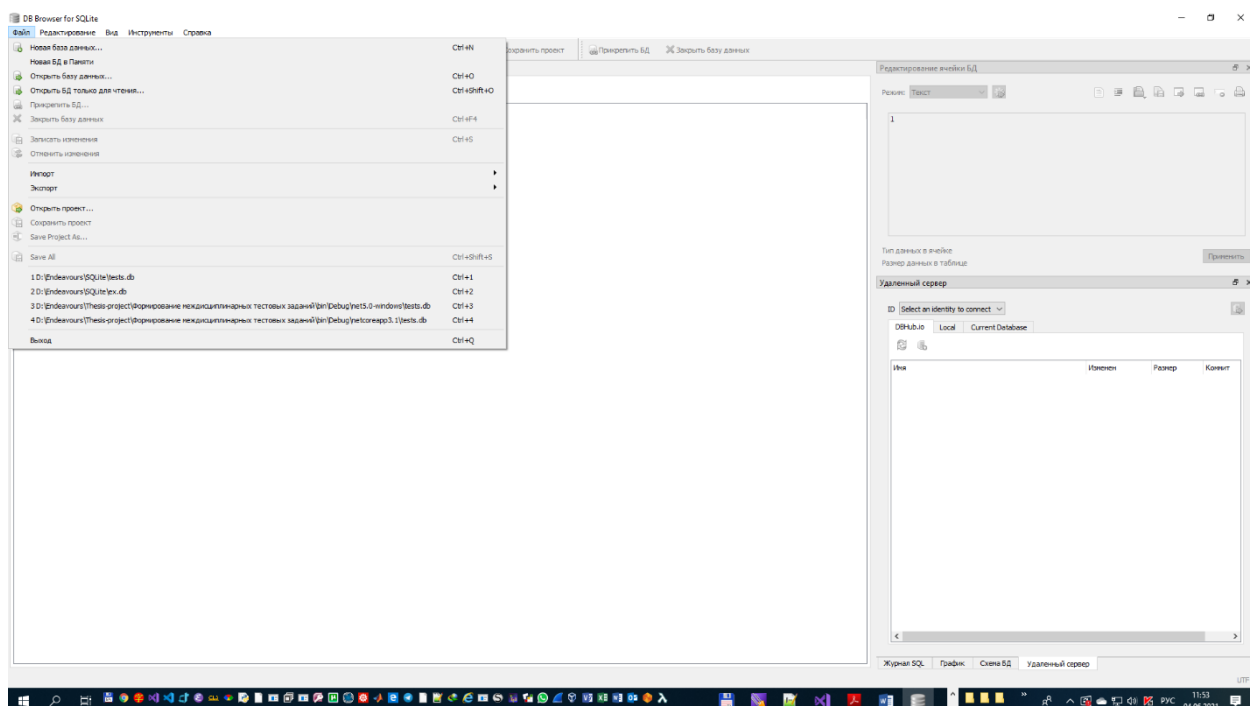 DB Browser for SQLite
Файл Редактирование Вид Инструменты Справка
Новая база данных... Ctrl+N
Новая БД в Памяти
Открыть базу данных... Ctrl+O
Открыть БД только для чтения... Ctrl+Shift+O
Прикрепить БД...
Закрыть базу данных Ctrl+F4
Записать изменения Ctrl+S
Отменить изменения
Импорт
Экспорт
Открыть проект...
Сохранить проект
Save Project As...
Save All Ctrl+Shift+S
1 D:\Endeavours\SQLite\tests.db Ctrl+1
2 D:\Endeavours\SQLite\ex.db Ctrl+2
3 D:\Endeavours\Thesis-project\Формирование междисциплинарных тестовых заданий\bin\Debug\net5.0-windows\tests.db Ctrl+3
4 D:\Endeavours\Thesis-project\Формирование междисциплинарных тестовых заданий\bin\Debug\netcoreapp3.1\tests.db Ctrl+4
Выход Ctrl+Q
охранить проект Прикрепить БД Закрыть базу данных
Редактирование ячейки БД
Режим: Текст
1
Тип данных в ячейке
Размер данных в таблице
Применить
Удаленный сервер
ID Select an identity to connect
DBHub.io Local Current Database
Имя Изменен Размер Коммит
Журнал SQL График Схема БД Удаленный сервер
UTF
РУС 11:53
04.06.2021